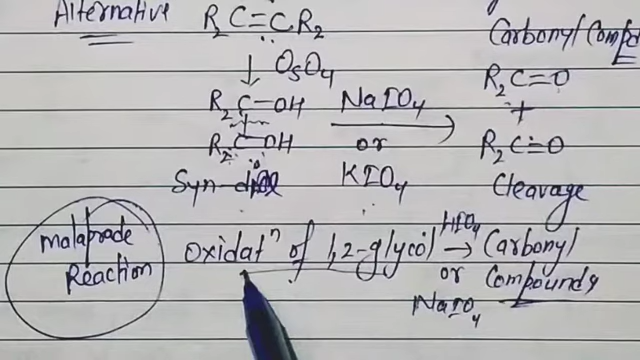 Alternative R₂C=CR₂
Carbonyl Compd
↓ OsO₄
R₂C=O
R₂C-OH NaIO₄
+
R₂C-OH or
R₂C=O
Syn-diol KIO₄
Cleavage
Malaprade
Reaction
Oxidatⁿ of 1,2-glycol HIO₄ → Carbonyl
or Compounds
NaIO₄